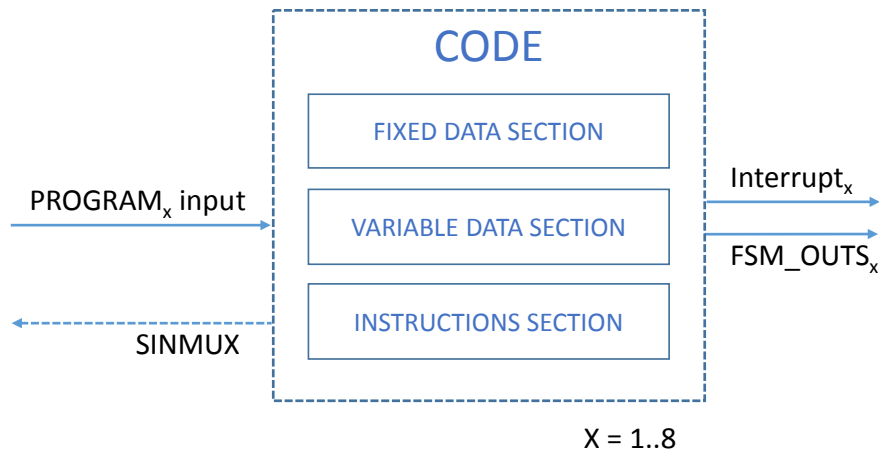 CODE
FIXED DATA SECTION
PROGRAMx input
VARIABLE DATA SECTION
Interruptx
FSM_OUTSx
INSTRUCTIONS SECTION
SINMUX
X = 1..8